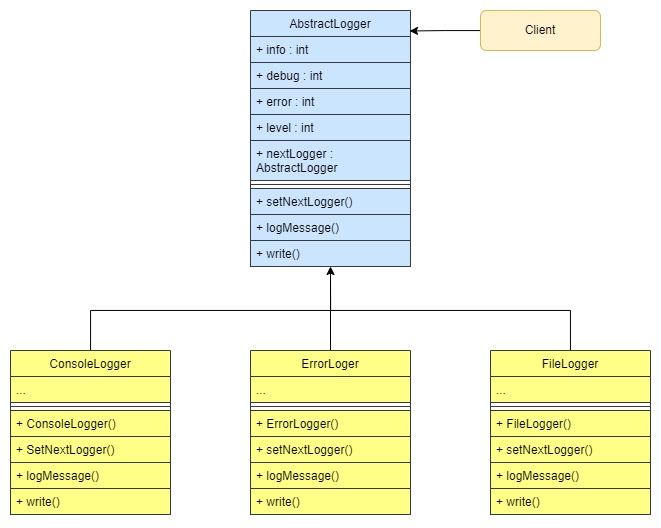 AbstractLogger
Client
+ info : int
+ debug : int
+ error : int
+ level : int
+ nextLogger :
AbstractLogger
+ setNextLogger()
+ logMessage()
+ write()
ConsoleLogger
...
+ ConsoleLogger()
+ SetNextLogger()
+ logMessage()
+ write()
ErrorLoger
...
+ ErrorLogger()
+ setNextLogger()
+ logMessage()
+ write()
FileLogger
...
+ FileLogger()
+ setNextLogger()
+ logMessage()
+ write()